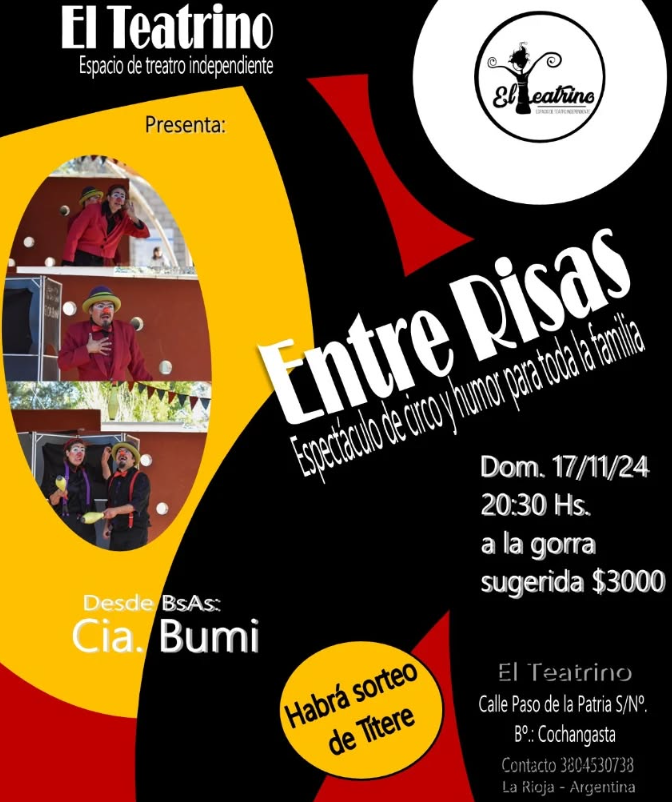 El Teatrino
Espacio de treatro independiente
El eatrino
Presenta:
Entre Risas
Espectáculo de circo y humor para toda la familia
Dom. 17/11/24
20:30 Hs.
a la gorra
sugerida $3000
Desde BsAs:
Cia. Bumi
Habrá sorteo
de Títere
El Teatrino
Calle Paso de la Patria S/Nº.
Bº.: Cochangasta
Contacto 3804530738
La Rioja - Argentina